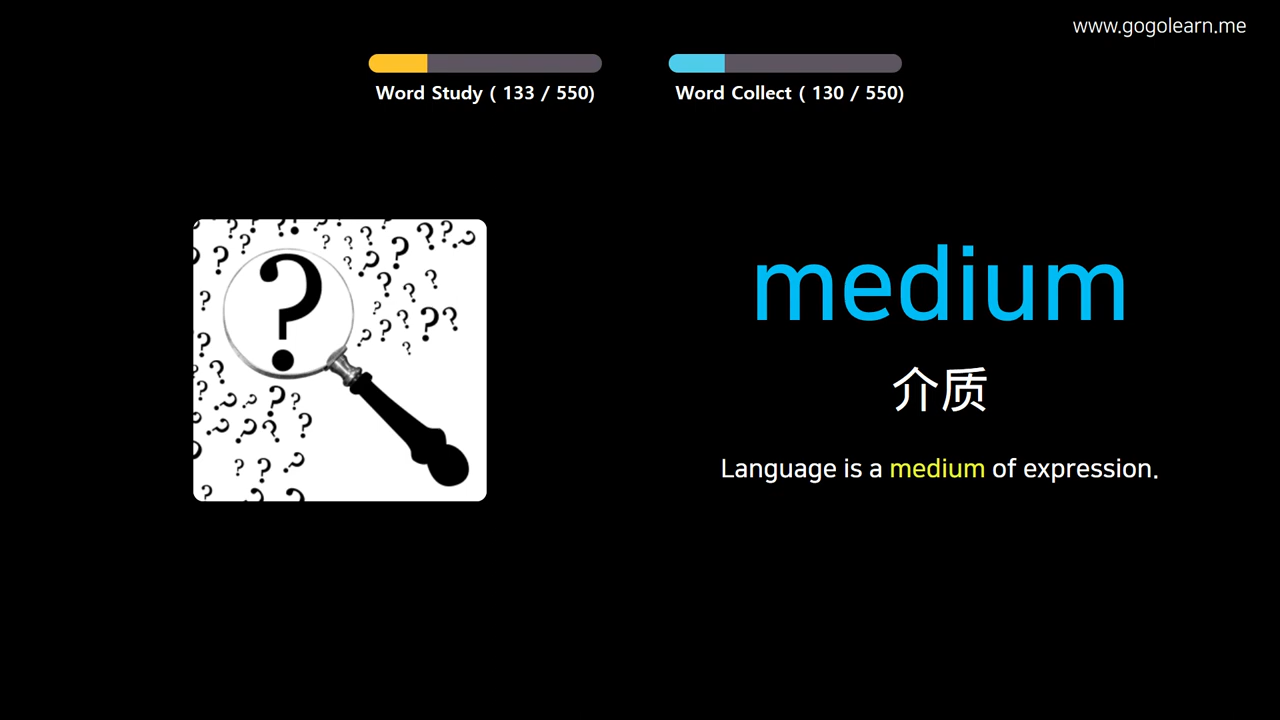 www.gogolearn.me
Word Study ( 133 / 550)
Word Collect ( 130 / 550)
medium
介质
Language is a medium of expression.